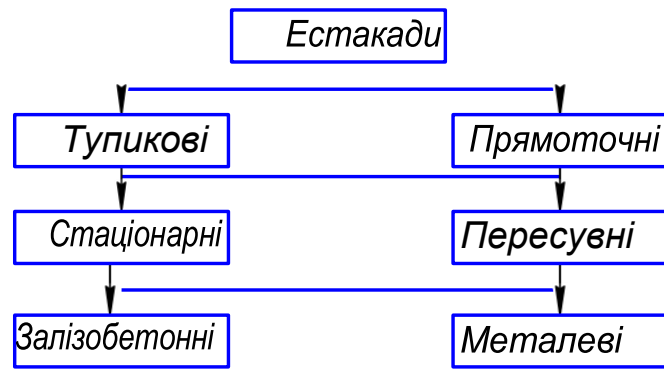 Естакади
Тупикові
Прямоточні
Стаціонарні
Пересувні
Залізобетонні
Металеві